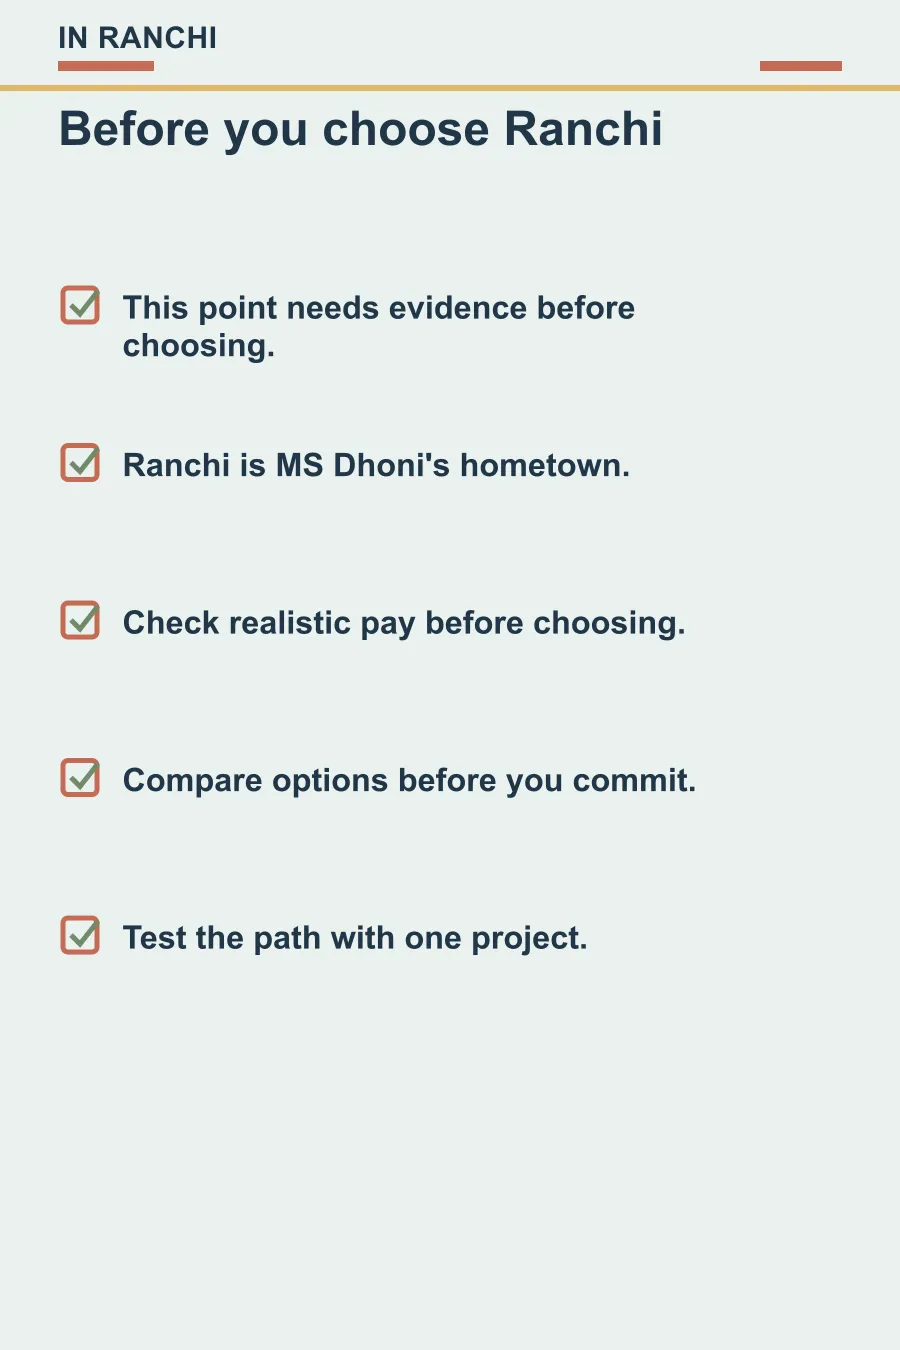 IN RANCHI
Before you choose Ranchi
This point needs evidence before
choosing.
Ranchi is MS Dhoni's hometown.
Check realistic pay before choosing.
Compare options before you commit.
Test the path with one project.